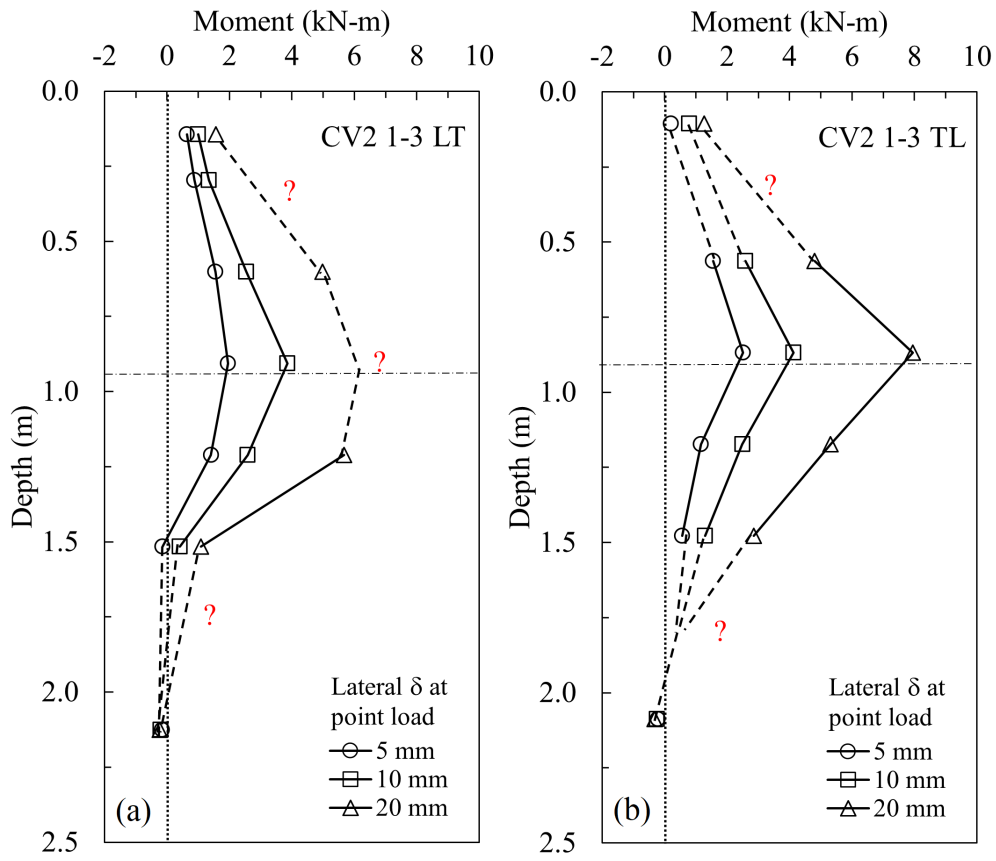 Moment (kN-m)
-2 0 2 4 6 8 10
0.0
0.5
1.0
1.5
2.0
2.5
Depth (m)
CV2 1-3 LT
?
?
?
Lateral δ at
point load
5 mm
10 mm
20 mm
(a)
Moment (kN-m)
-2 0 2 4 6 8 10
0.0
0.5
1.0
1.5
2.0
2.5
Depth (m)
CV2 1-3 TL
?
?
Lateral δ at
point load
5 mm
10 mm
20 mm
(b)